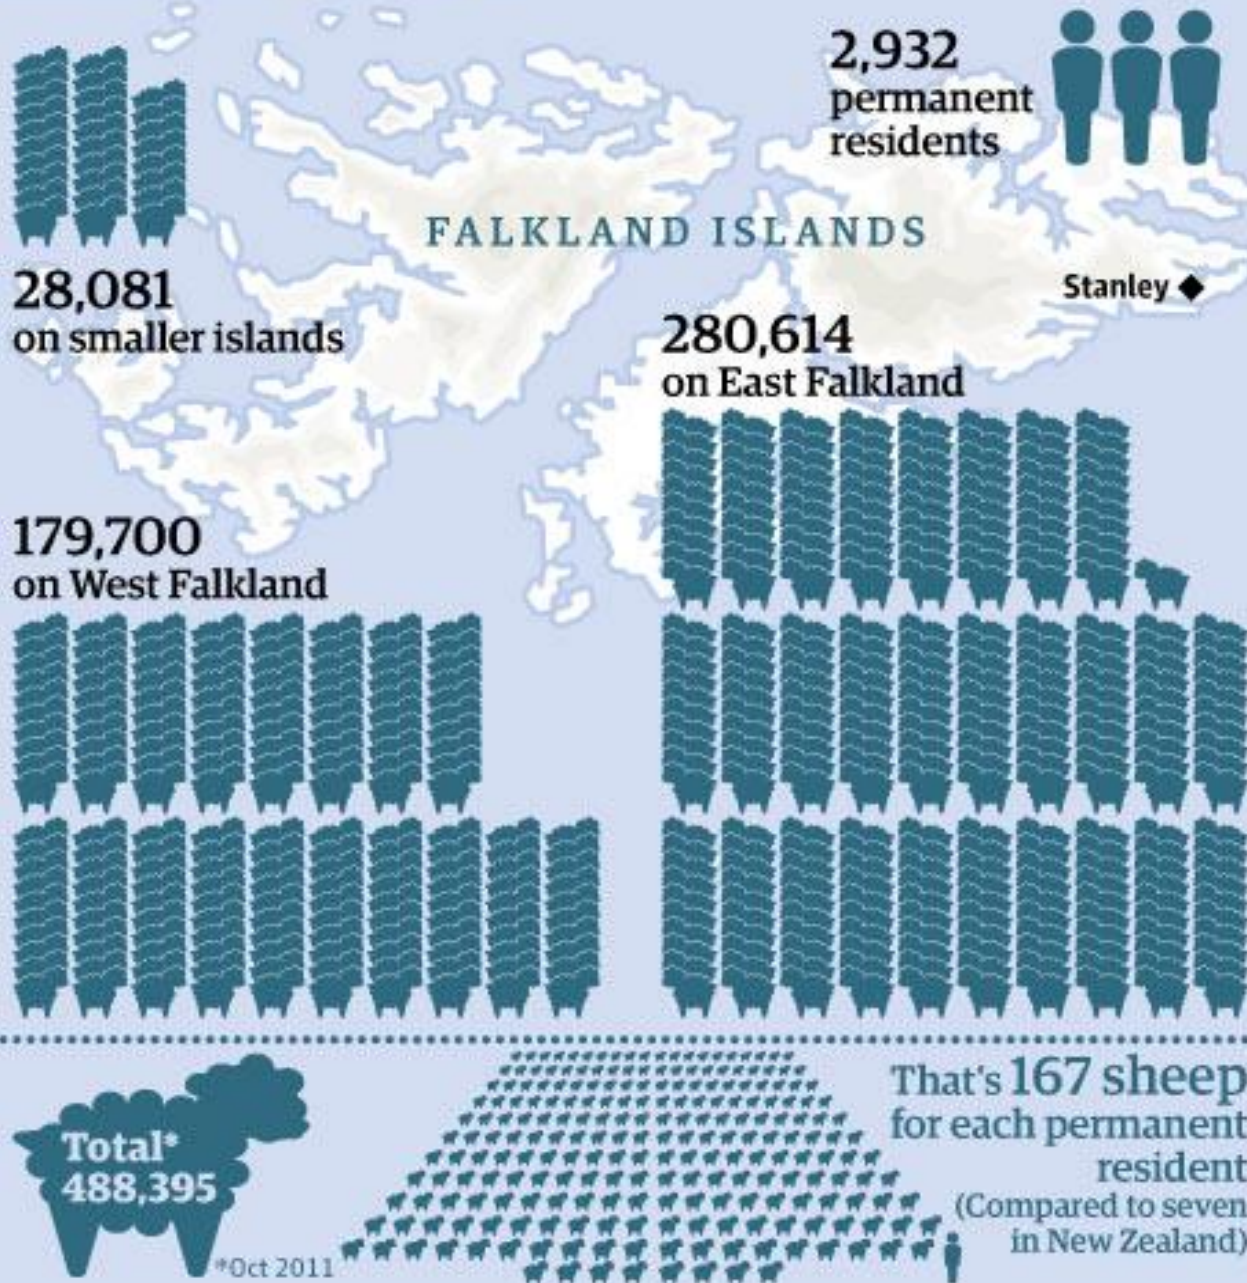 2,932
permanent
residents
FALKLAND ISLANDS
Stanley
28,081
on smaller islands
280,614
on East Falkland
179,700
on West Falkland
Total*
488,395
*Oct 2011
That's 167 sheep
for each permanent
resident
(Compared to seven
in New Zealand)